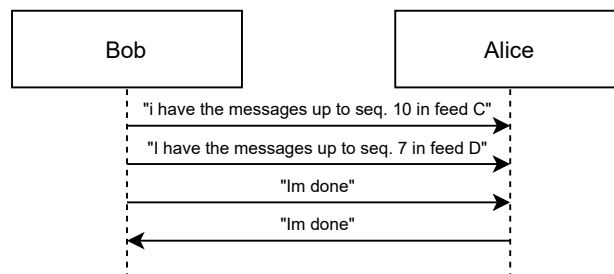 Bob
Alice
"i have the messages up to seq. 10 in feed C"
"I have the messages up to seq. 7 in feed D"
"Im done"
"Im done"